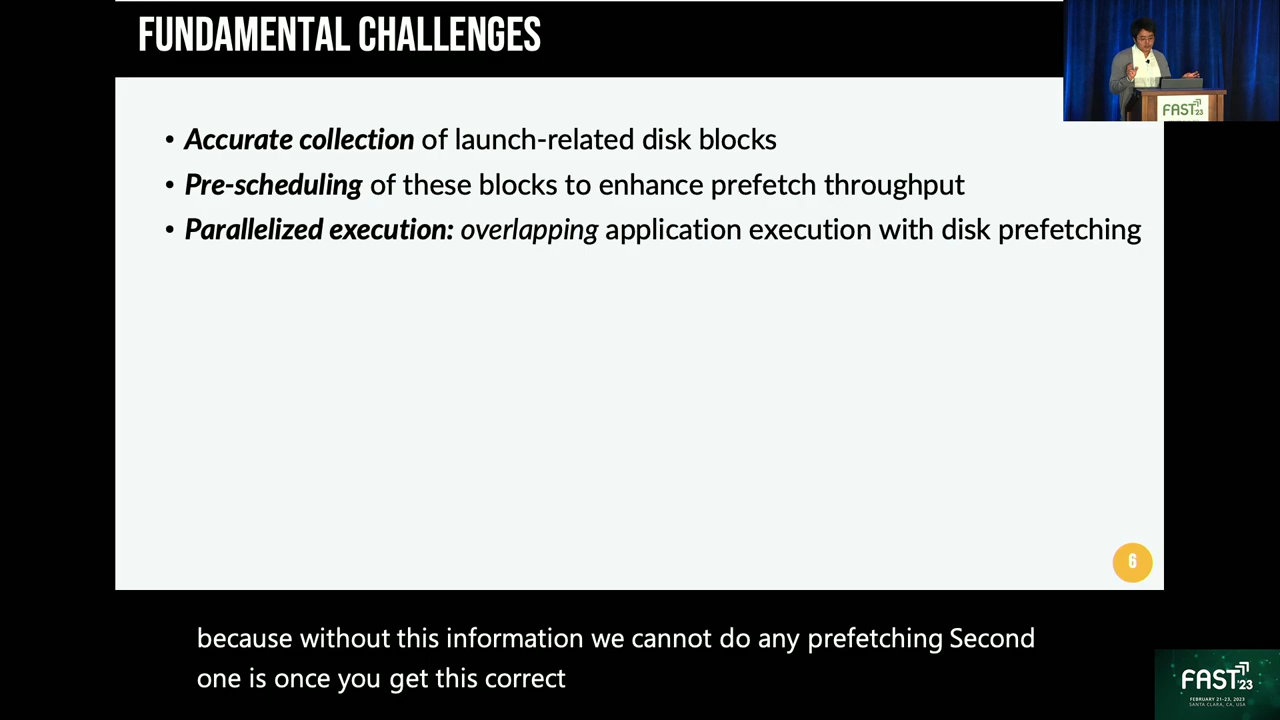 FUNDAMENTAL CHALLENGES
FAST'23
• Accurate collection of launch-related disk blocks
• Pre-scheduling of these blocks to enhance prefetch throughput
• Parallelized execution: overlapping application execution with disk prefetching
6
because without this information we cannot do any prefetching Second
one is once you get this correct
FAST'23
FEBRUARY 21-23, 2023
SANTA CLARA, CA, USA